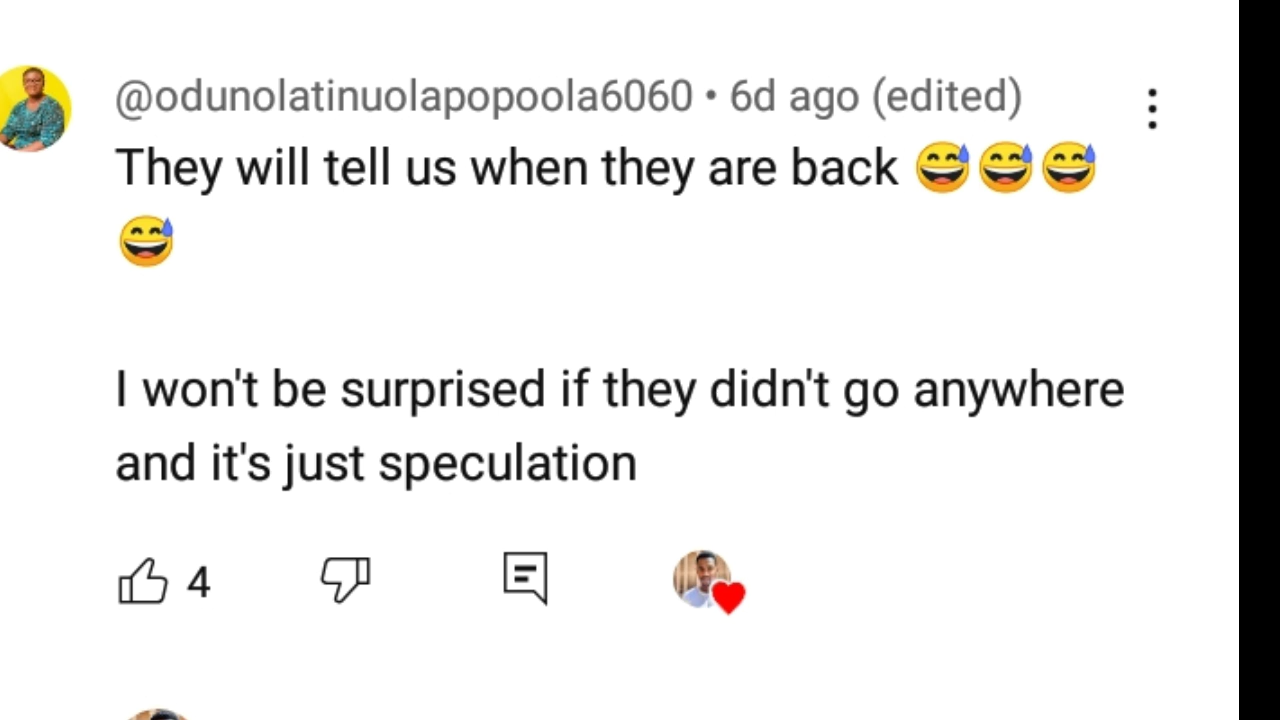 @odunolatinuolapopoola6060 • 6d ago (edited)
They will tell us when they are back 😅😅😅
😅
I won't be surprised if they didn't go anywhere
and it's just speculation
4